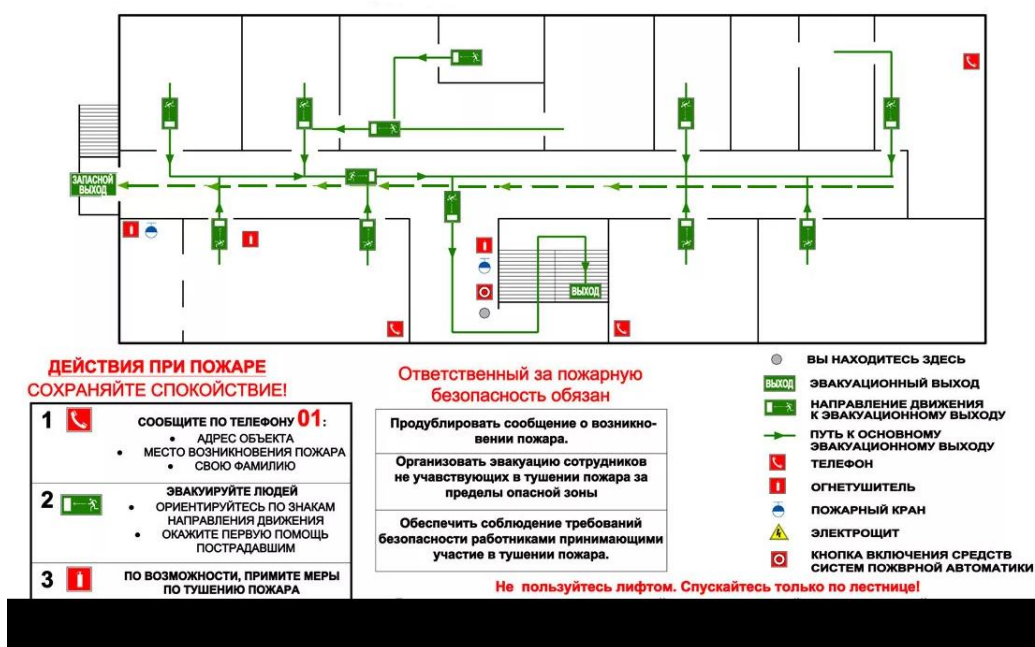 ЗАПАСНОЙ
ВЫХОД
ВЫХОД
ДЕЙСТВИЯ ПРИ ПОЖАРЕ
СОХРАНЯЙТЕ СПОКОЙСТВИЕ!
1
СООБЩИТЕ ПО ТЕЛЕФОНУ 01:
• АДРЕС ОБЪЕКТА
• МЕСТО ВОЗНИКНОВЕНИЯ ПОЖАРА
• СВОЮ ФАМИЛИЮ
2
ЭВАКУИРУЙТЕ ЛЮДЕЙ
• ОРИЕНТИРУЙТЕСЬ ПО ЗНАКАМ
НАПРАВЛЕНИЯ ДВИЖЕНИЯ
• ОКАЖИТЕ ПЕРВУЮ ПОМОЩЬ
ПОСТРАДАВШИМ
3
ПО ВОЗМОЖНОСТИ, ПРИМИТЕ МЕРЫ
ПО ТУШЕНИЮ ПОЖАРА
Ответственный за пожарную
безопасность обязан
Продублировать сообщение о возникно-
вении пожара.
Организовать эвакуацию сотрудников
не учавствующих в тушении пожара за
пределы опасной зоны
Обеспечить соблюдение требований
безопасности работниками принимающими
участие в тушении пожара.
ВЫ НАХОДИТЕСЬ ЗДЕСЬ
ВЫХОД ЭВАКУАЦИОННЫЙ ВЫХОД
НАПРАВЛЕНИЕ ДВИЖЕНИЯ
К ЭВАКУАЦИОННОМУ ВЫХОДУ
ПУТЬ К ОСНОВНОМУ
ЭВАКУАЦИОННОМУ ВЫХОДУ
ТЕЛЕФОН
ОГНЕТУШИТЕЛЬ
ПОЖАРНЫЙ КРАН
ЭЛЕКТРОЩИТ
КНОПКА ВКЛЮЧЕНИЯ СРЕДСТВ
СИСТЕМ ПОЖВРНОЙ АВТОМАТИКИ
Не пользуйтесь лифтом. Спускайтесь только по лестнице!